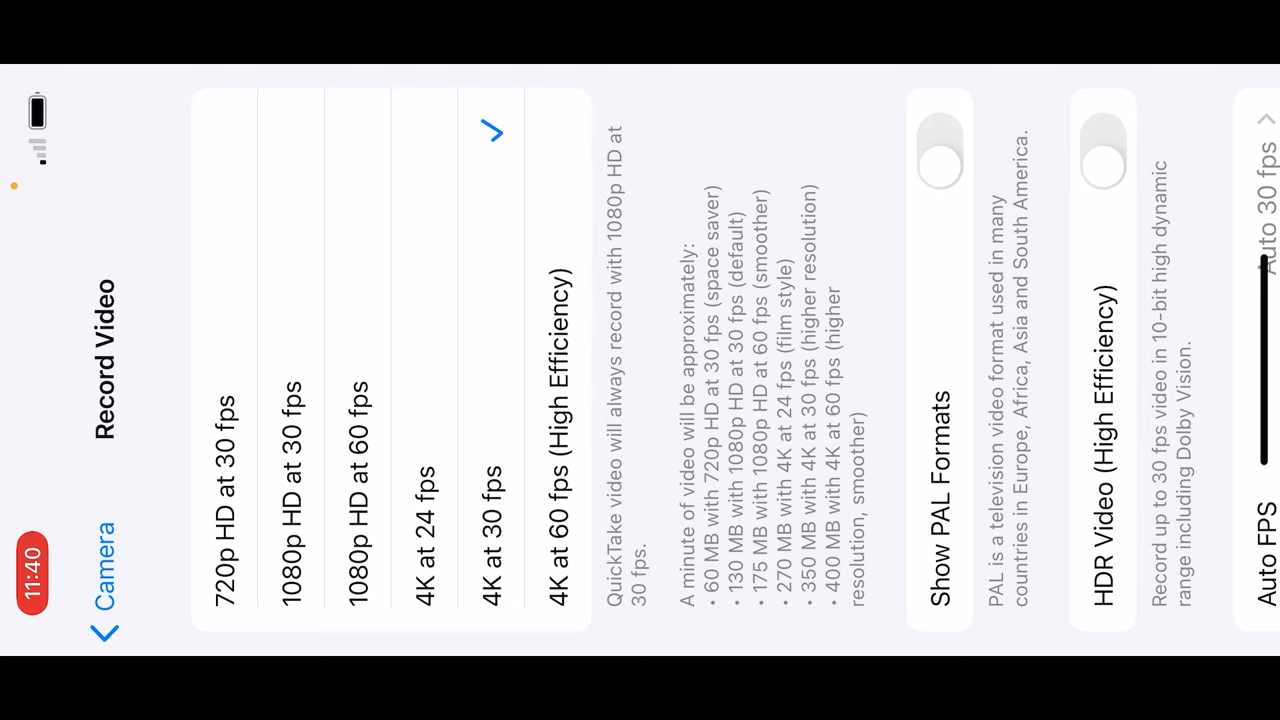 11:40
Camera
Record Video
720p HD at 30 fps
1080p HD at 30 fps
1080p HD at 60 fps
4K at 24 fps
4K at 30 fps
4K at 60 fps (High Efficiency)
QuickTake video will always record with 1080p HD at
30 fps.
A minute of video will be approximately:
• 60 MB with 720p HD at 30 fps (space saver)
• 130 MB with 1080p HD at 30 fps (default)
• 175 MB with 1080p HD at 60 fps (smoother)
• 270 MB with 4K at 24 fps (film style)
• 350 MB with 4K at 30 fps (higher resolution)
• 400 MB with 4K at 60 fps (higher
resolution, smoother)
Show PAL Formats
PAL is a television video format used in many
countries in Europe, Africa, Asia and South America.
HDR Video (High Efficiency)
Record up to 30 fps video in 10-bit high dynamic
range including Dolby Vision.
Auto FPS Auto 30 fps